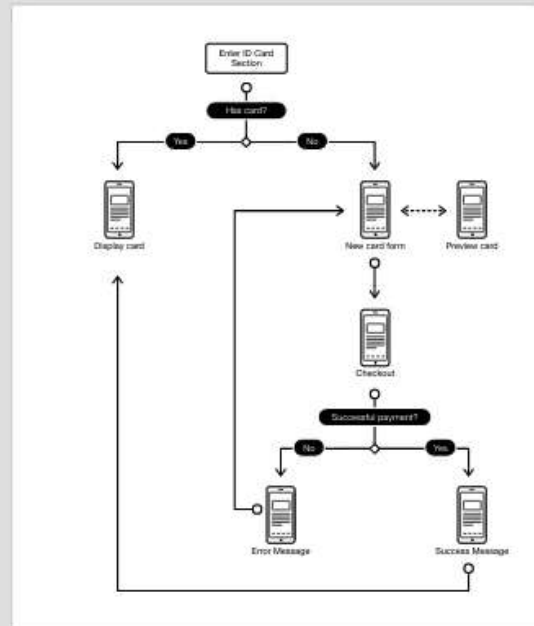 Enter ID Card
Section
Has card?
Yes
No
Display card
New card form
Preview card
Checkout
Successful payment?
No
Yes
Error Message
Success Message